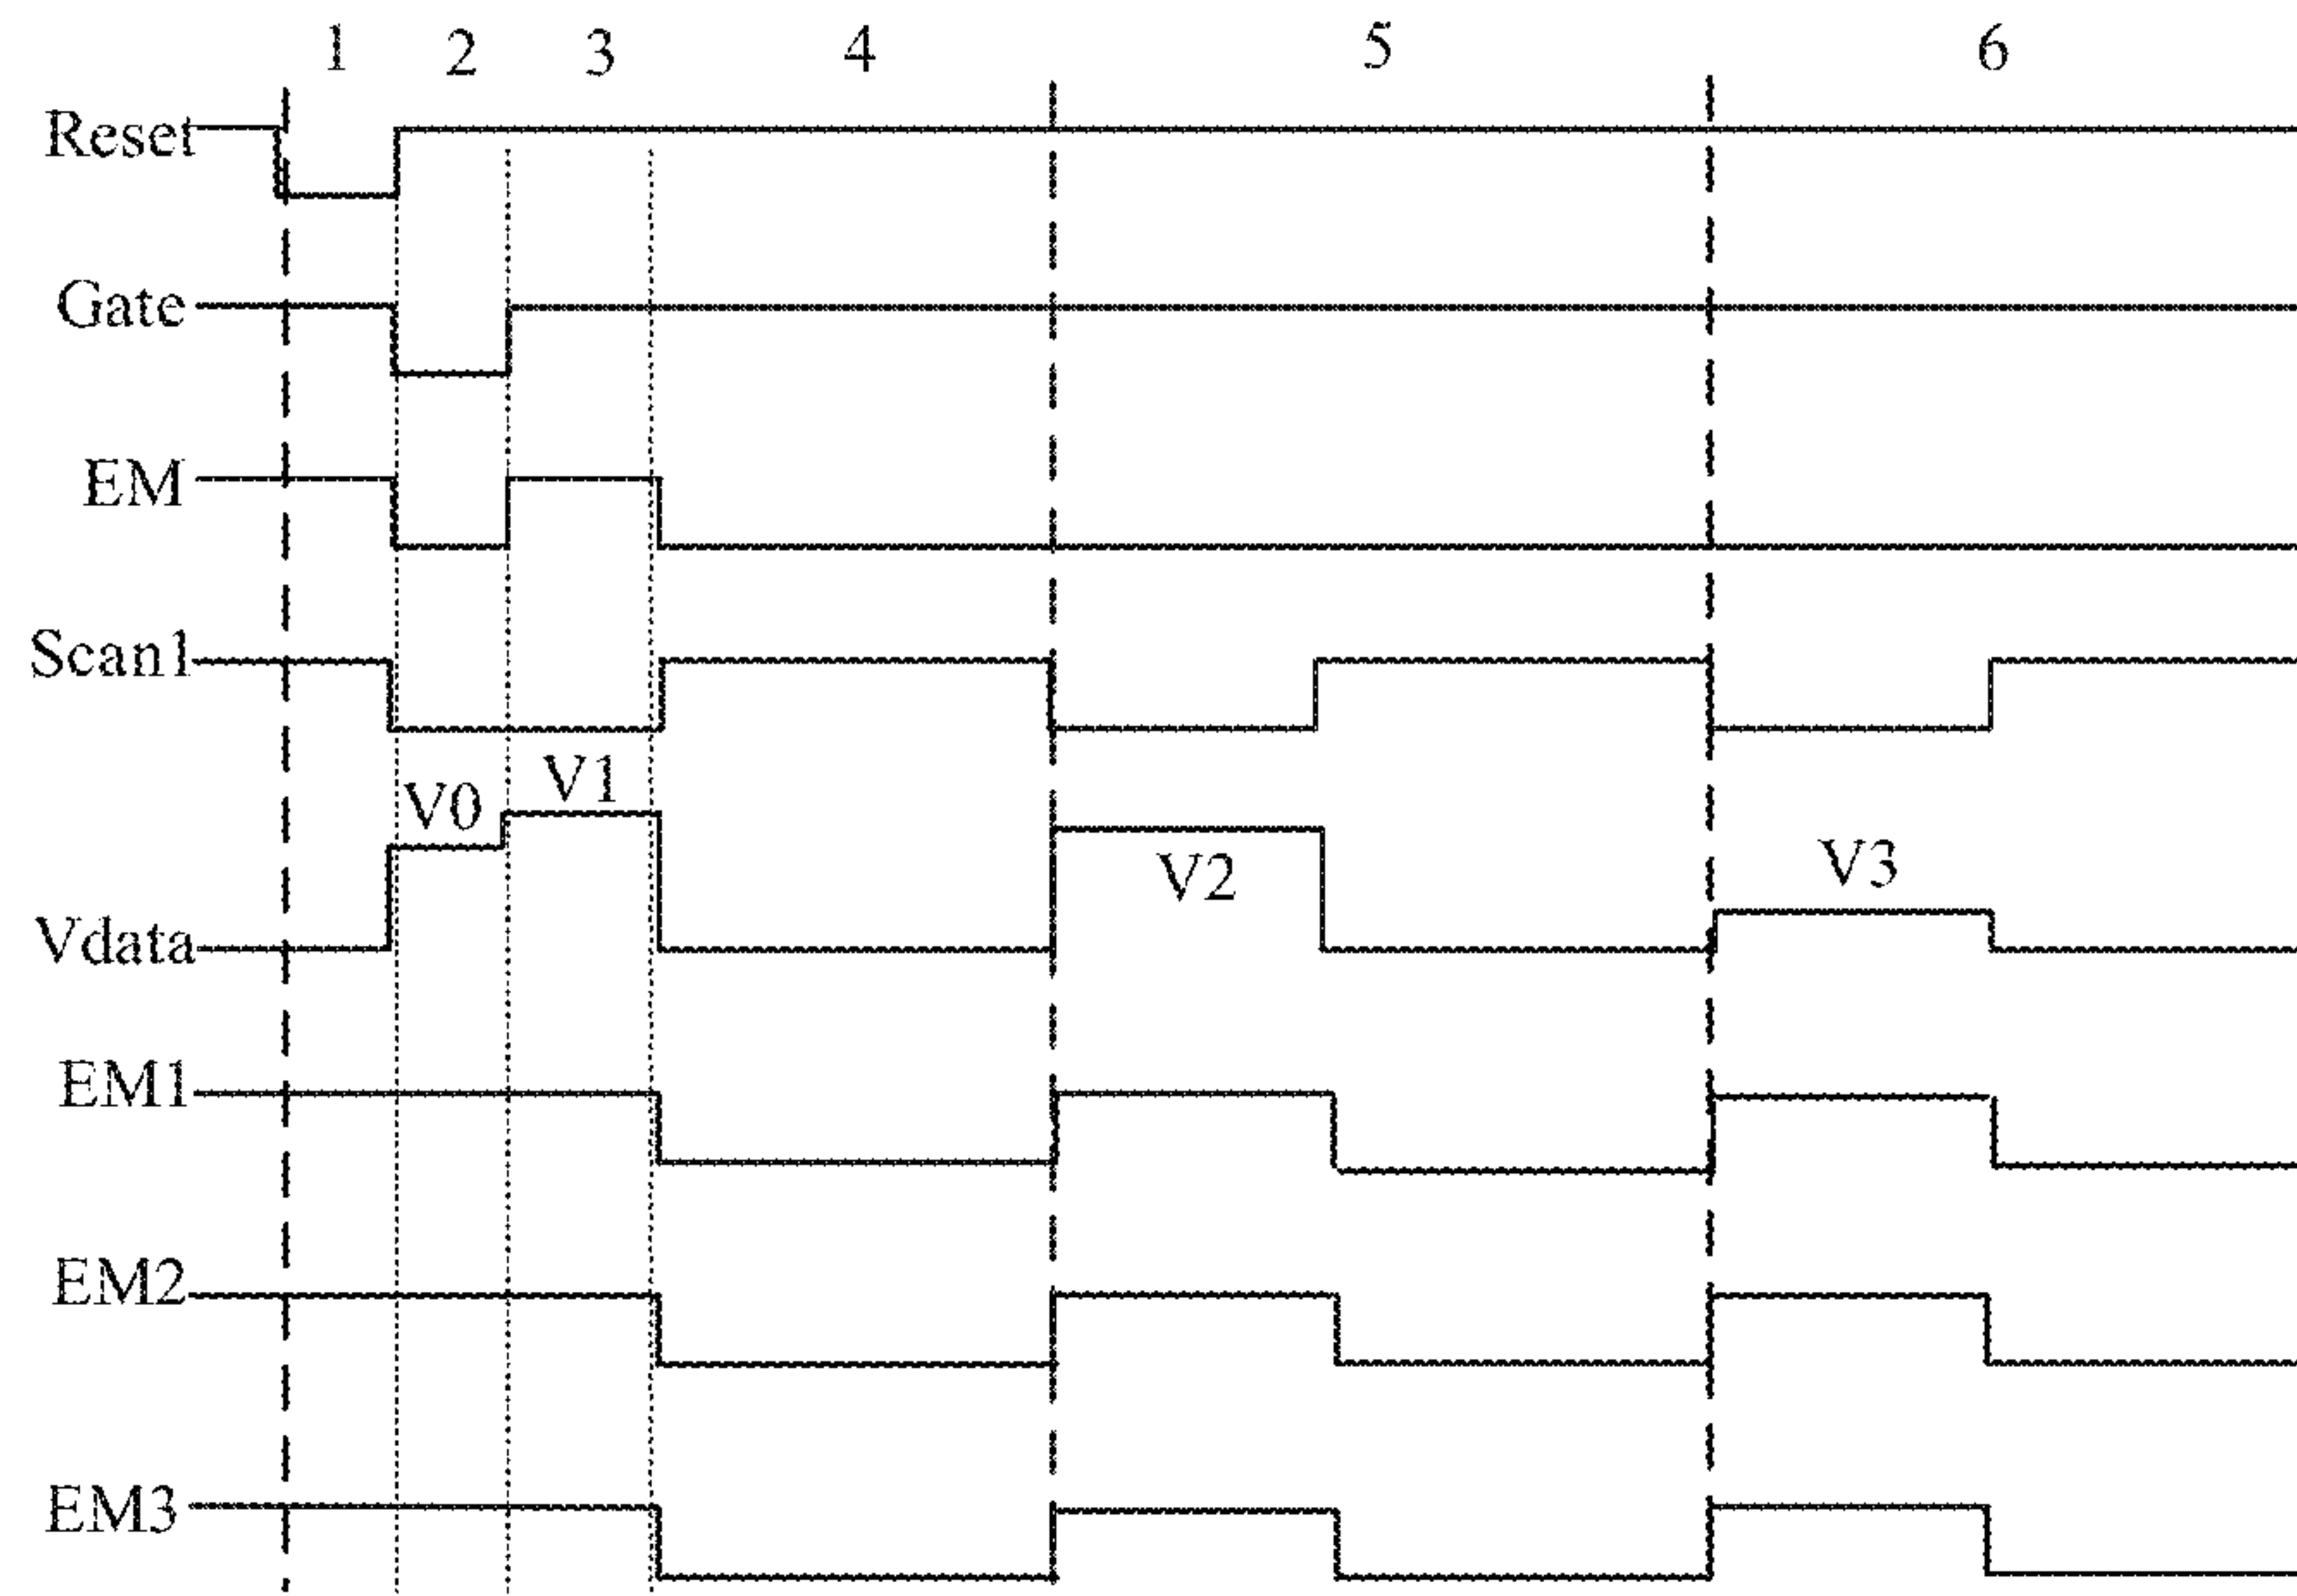 1 2 3 4 5 6
Reset
Gate
EM
Scan1
V0 V1 V2 V3
Vdata
EM1
EM2
EM3